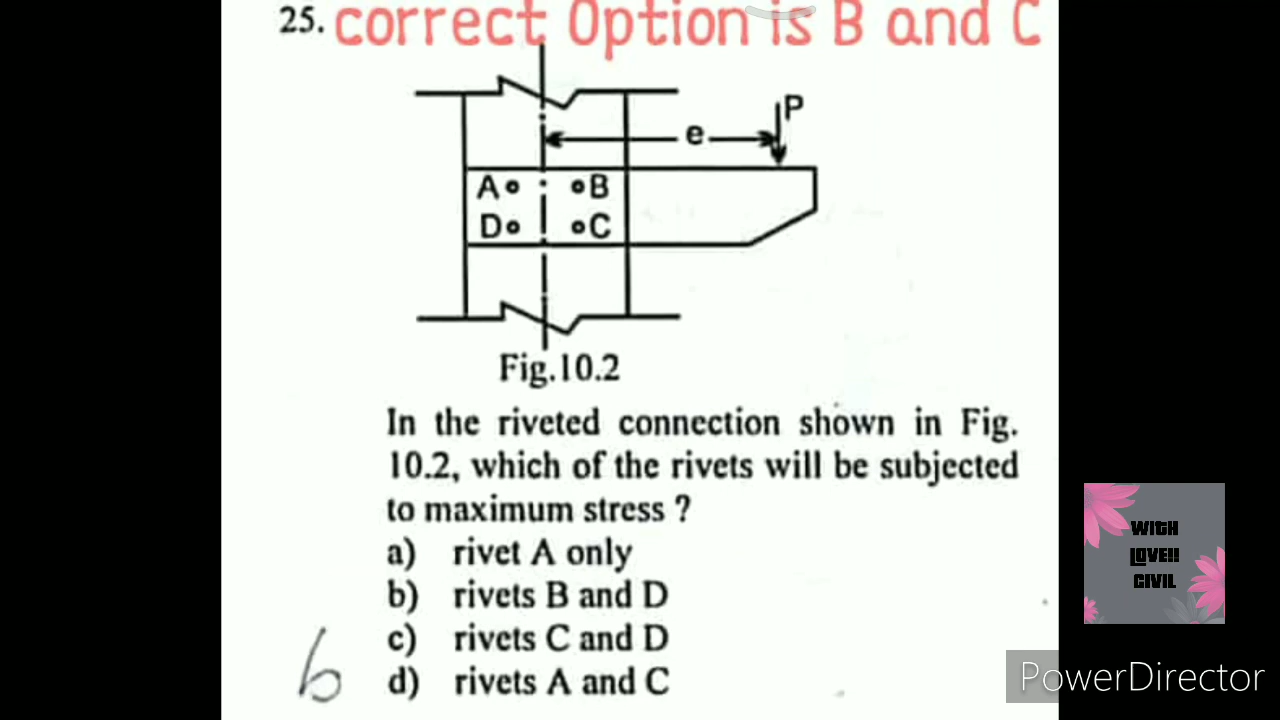 25. correct Option is B and C
P
e
A B
D C
Fig.10.2
In the riveted connection shown in Fig.
10.2, which of the rivets will be subjected
to maximum stress ?
a) rivet A only
b) rivets B and D
c) rivets C and D
b d) rivets A and C
WITH
LOVE!!
CIVIL
PowerDirector